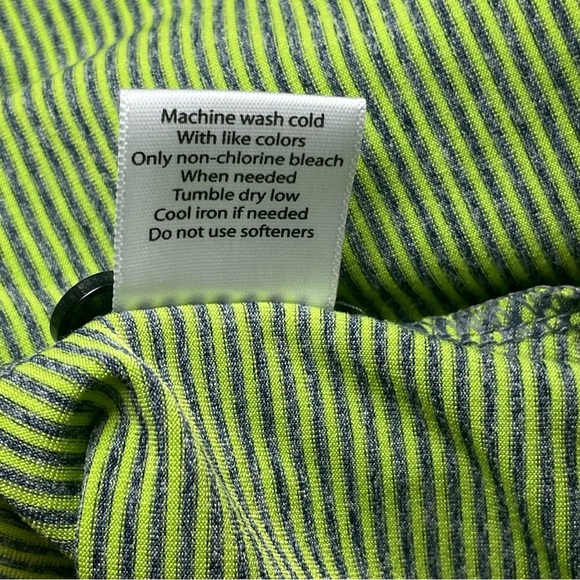 Machine wash cold
With like colors
Only non-chlorine bleach
When needed
Tumble dry low
Cool iron if needed
Do not use softeners